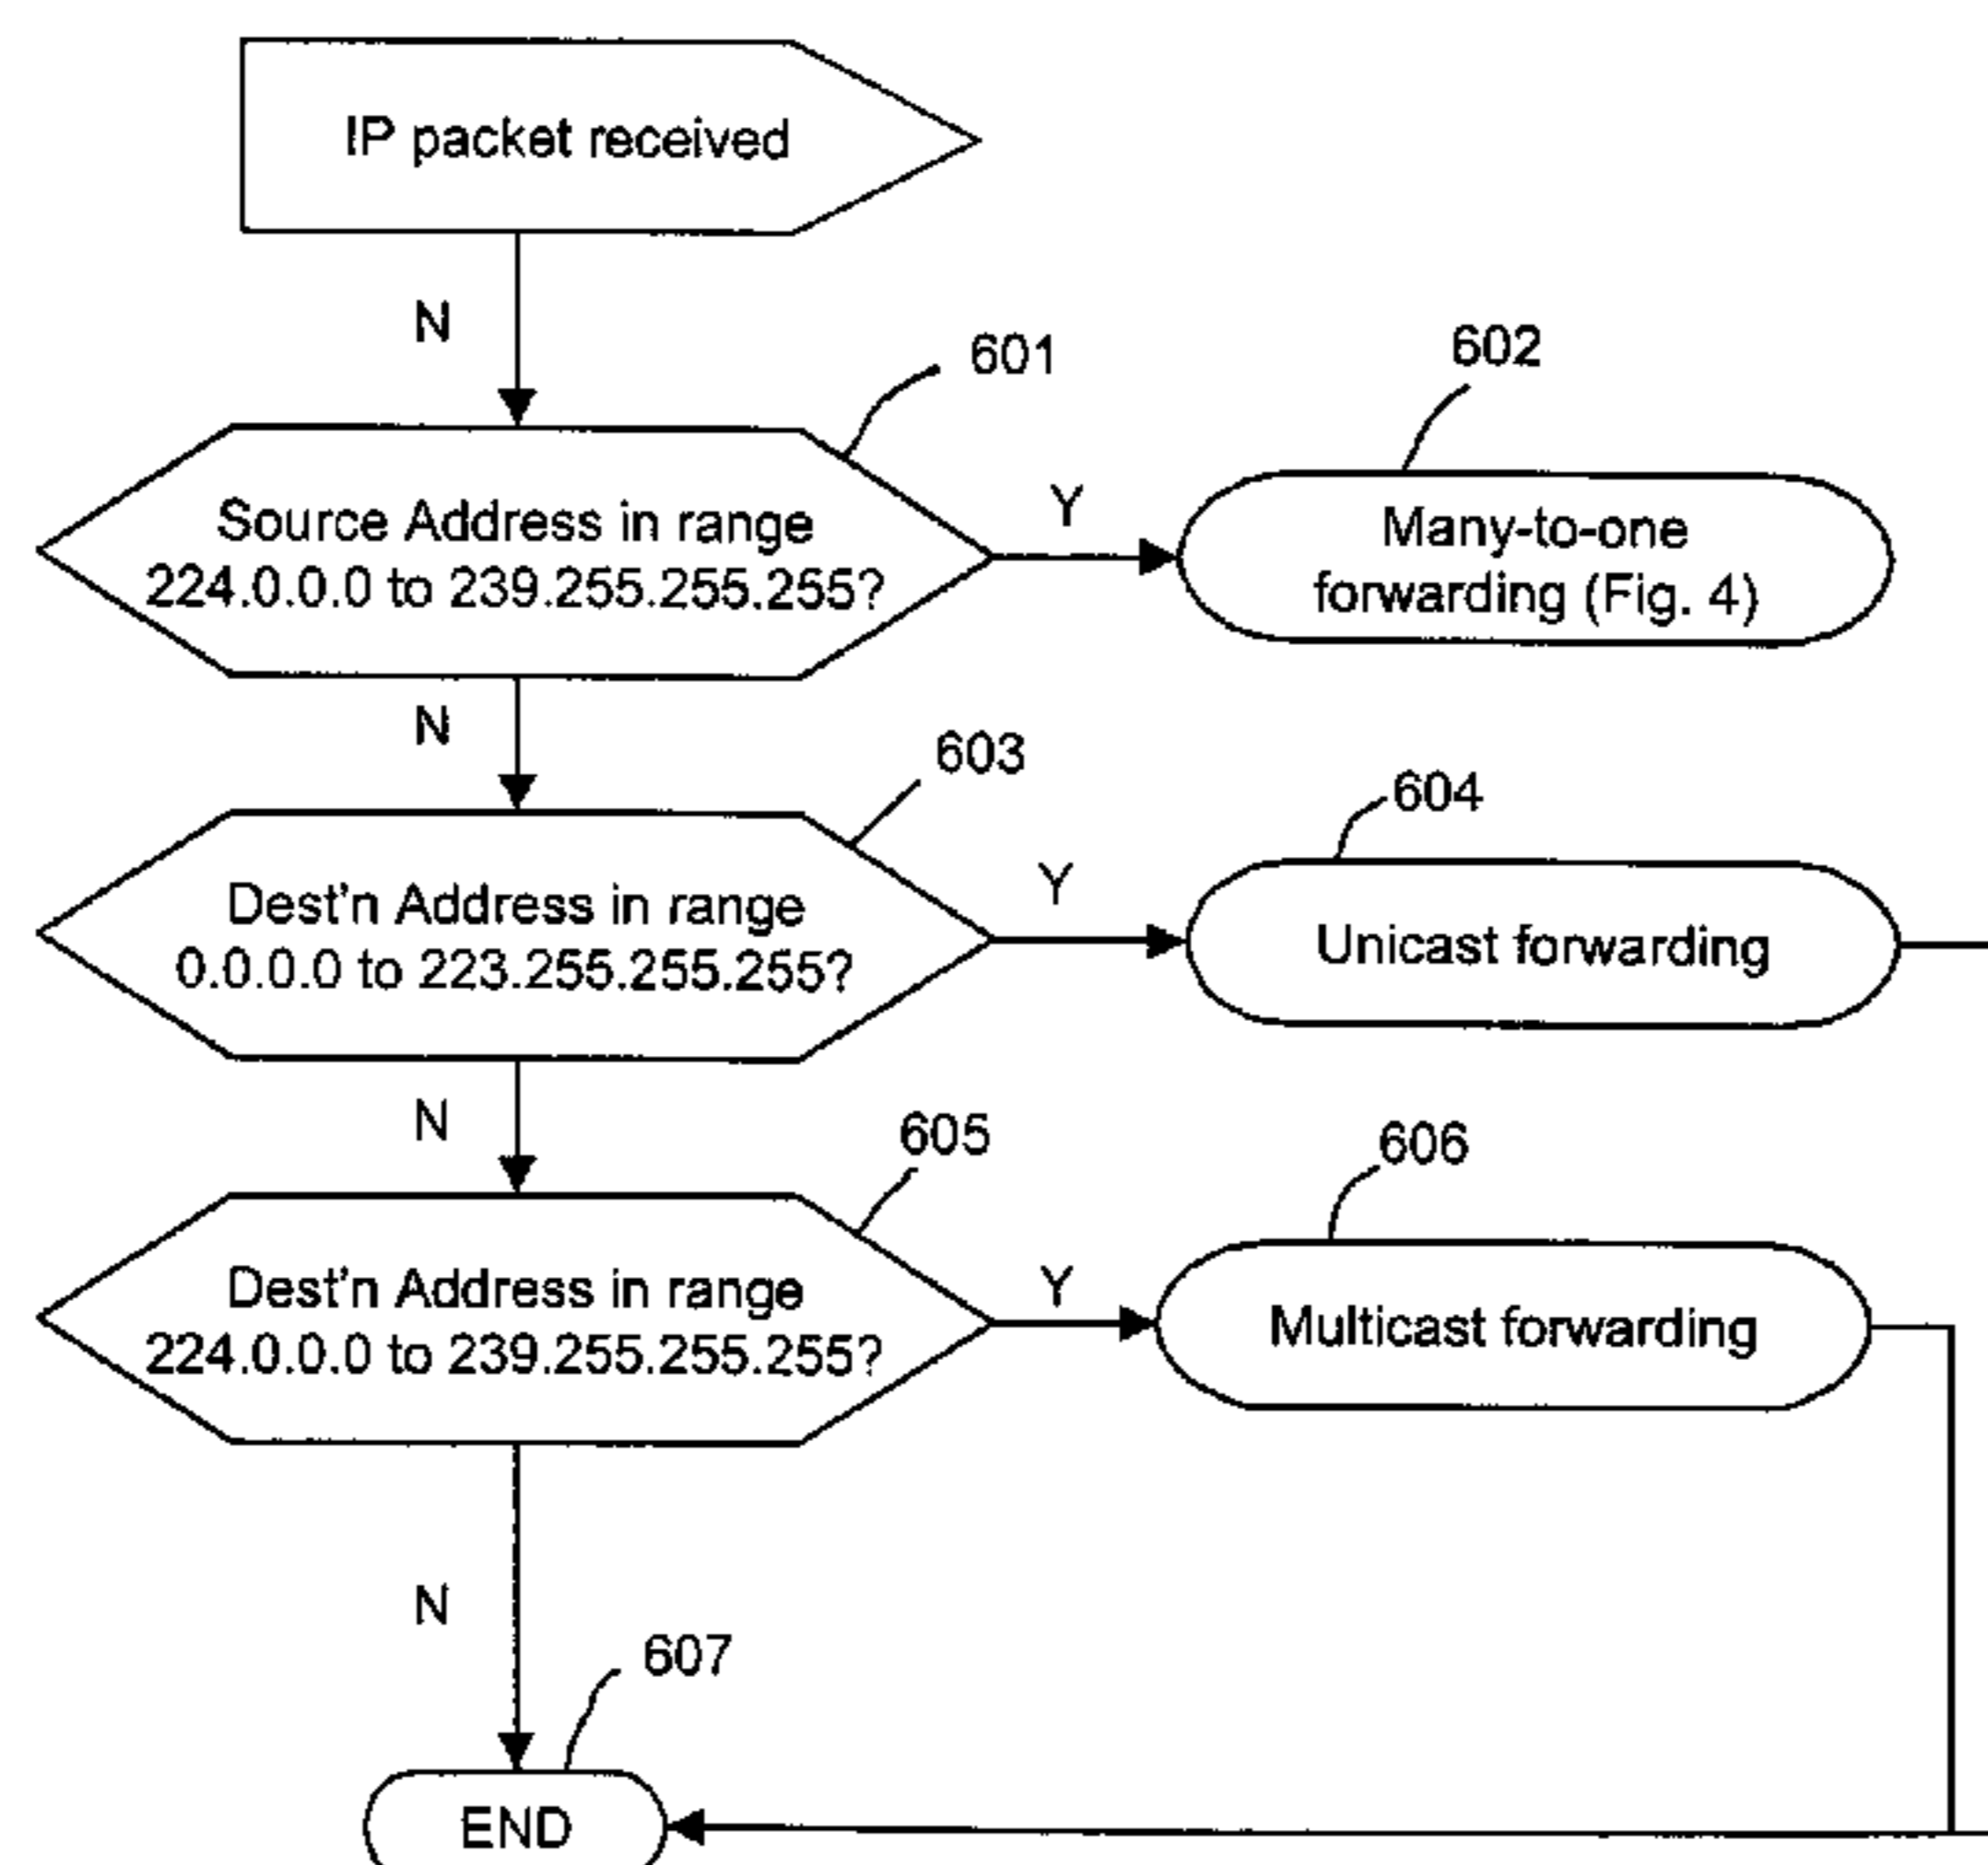 IP packet received
N
601
602
Source Address in range
224.0.0.0 to 239.255.255.255?
Y
Many-to-one
forwarding (Fig. 4)
N
603
604
Dest'n Address in range
0.0.0.0 to 223.255.255.255?
Y
Unicast forwarding
N
605
606
Dest'n Address in range
224.0.0.0 to 239.255.255.255?
Y
Multicast forwarding
N
607
END